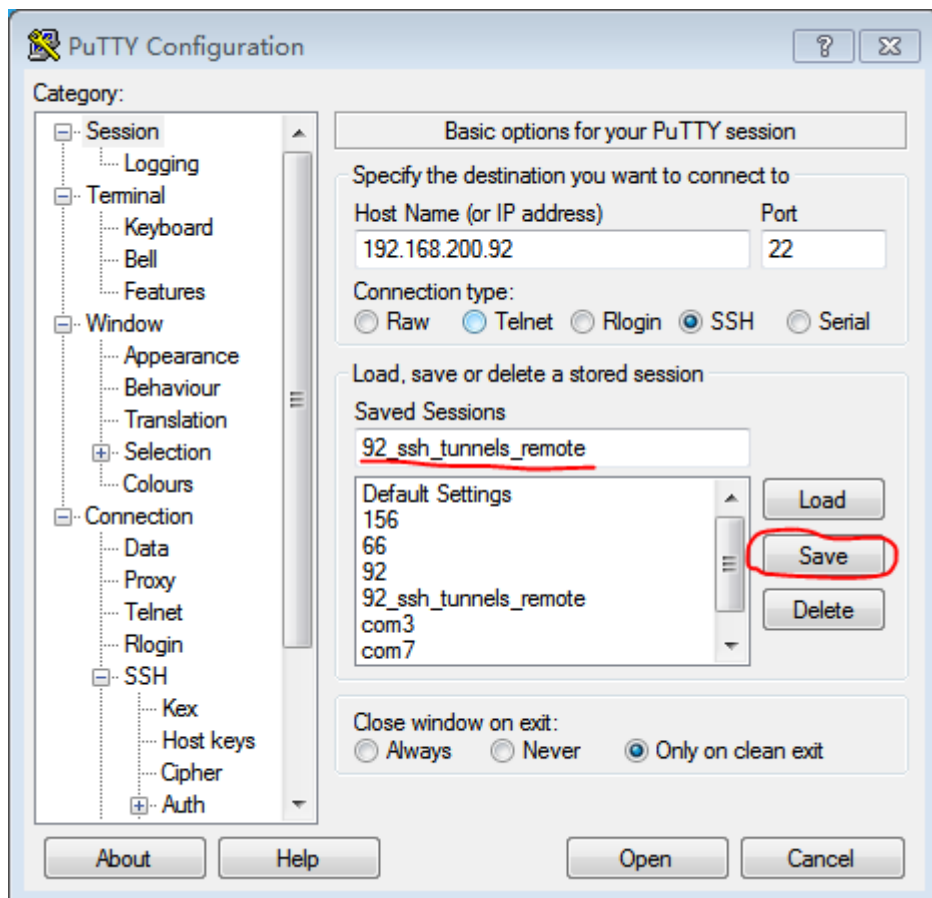 PuTTY Configuration
Category:
Session
Logging
Terminal
Keyboard
Bell
Features
Window
Appearance
Behaviour
Translation
Selection
Colours
Connection
Data
Proxy
Telnet
Rlogin
SSH
Kex
Host keys
Cipher
Auth
Basic options for your PuTTY session
Specify the destination you want to connect to
Host Name (or IP address) Port
192.168.200.92 22
Connection type:
Raw Telnet Rlogin SSH Serial
Load, save or delete a stored session
Saved Sessions
92_ssh_tunnels_remote
Default Settings
156
66
92
92_ssh_tunnels_remote
com3
com7
Load
Save
Delete
Close window on exit:
Always Never Only on clean exit
About Help Open Cancel